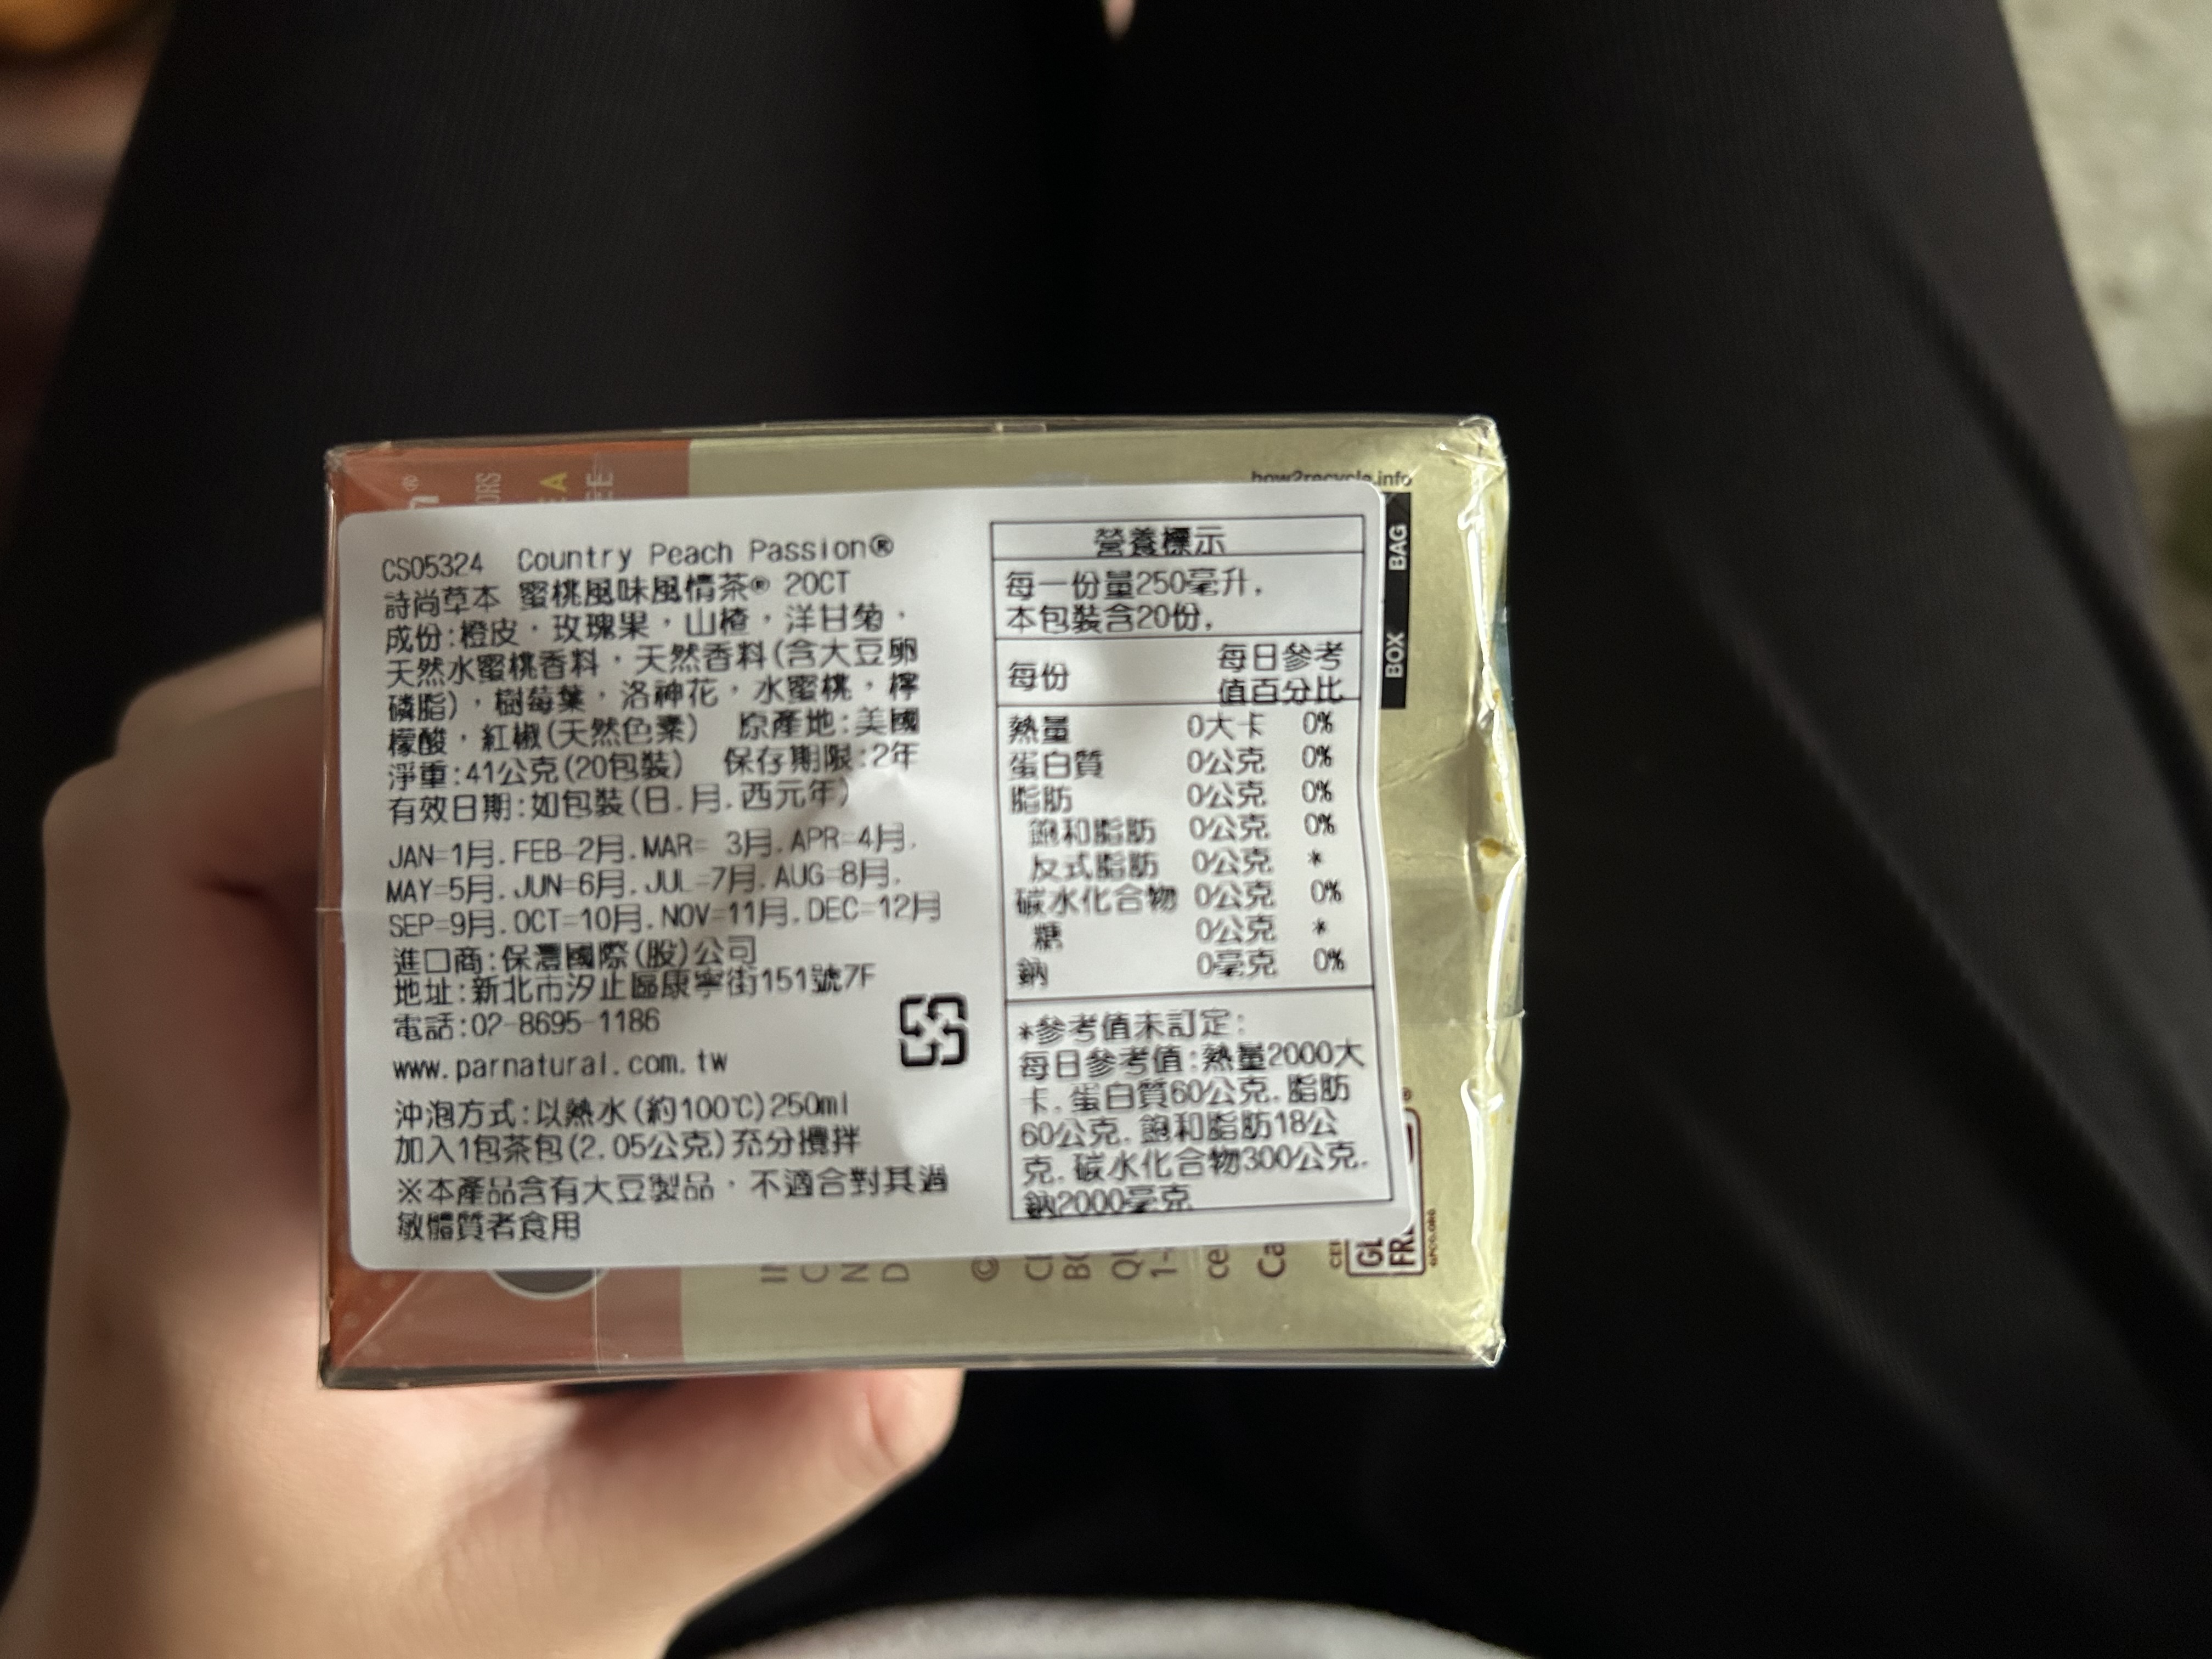 CS05324 Country Peach Passion®
詩尚草本 蜜桃風味風情茶® 20CT
成份:橙皮，玫瑰果，山楂，洋甘菊，
天然水蜜桃香料，天然香料(含大豆卵
磷脂)，樹莓葉，洛神花，水蜜桃，檸
檬酸，紅椒(天然色素) 原產地:美國
淨重:41公克(20包裝) 保存期限:2年
有效日期:如包裝(日.月.西元年)
JAN=1月.FEB=2月.MAR= 3月.APR=4月.
MAY=5月.JUN=6月.JUL=7月.AUG=8月.
SEP=9月.OCT=10月.NOV=11月.DEC=12月
進口商:保灃國際(股)公司
地址:新北市汐止區康寧街151號7F
電話:02-8695-1186
www.parnatural.com.tw
沖泡方式:以熱水(約100℃)250ml
加入1包茶包(2.05公克)充分攪拌
※本產品含有大豆製品，不適合對其過
敏體質者食用
營養標示
每一份量250毫升,
本包裝含20份,
每份 每日參考
值百分比
熱量 0大卡 0%
蛋白質 0公克 0%
脂肪 0公克 0%
飽和脂肪 0公克 0%
反式脂肪 0公克 *
碳水化合物 0公克 0%
糖 0公克 *
鈉 0毫克 0%
*參考值未訂定:
每日參考值:熱量2000大
卡.蛋白質60公克.脂肪
60公克.飽和脂肪18公
克.碳水化合物300公克.
鈉2000毫克
how2recycle.info
BAG
BOX